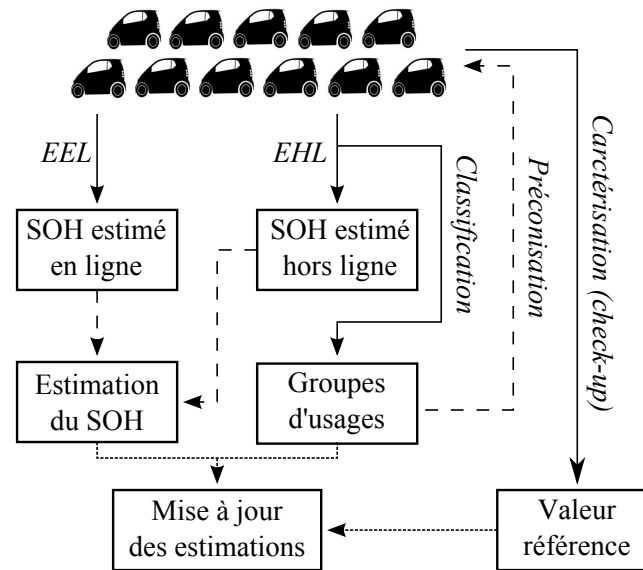 EEL
EHL
Classification
Préconisation
Carctérisation (check-up)
SOH estimé
en ligne
SOH estimé
hors ligne
Estimation
du SOH
Groupes
d'usages
Mise à jour
des estimations
Valeur
référence